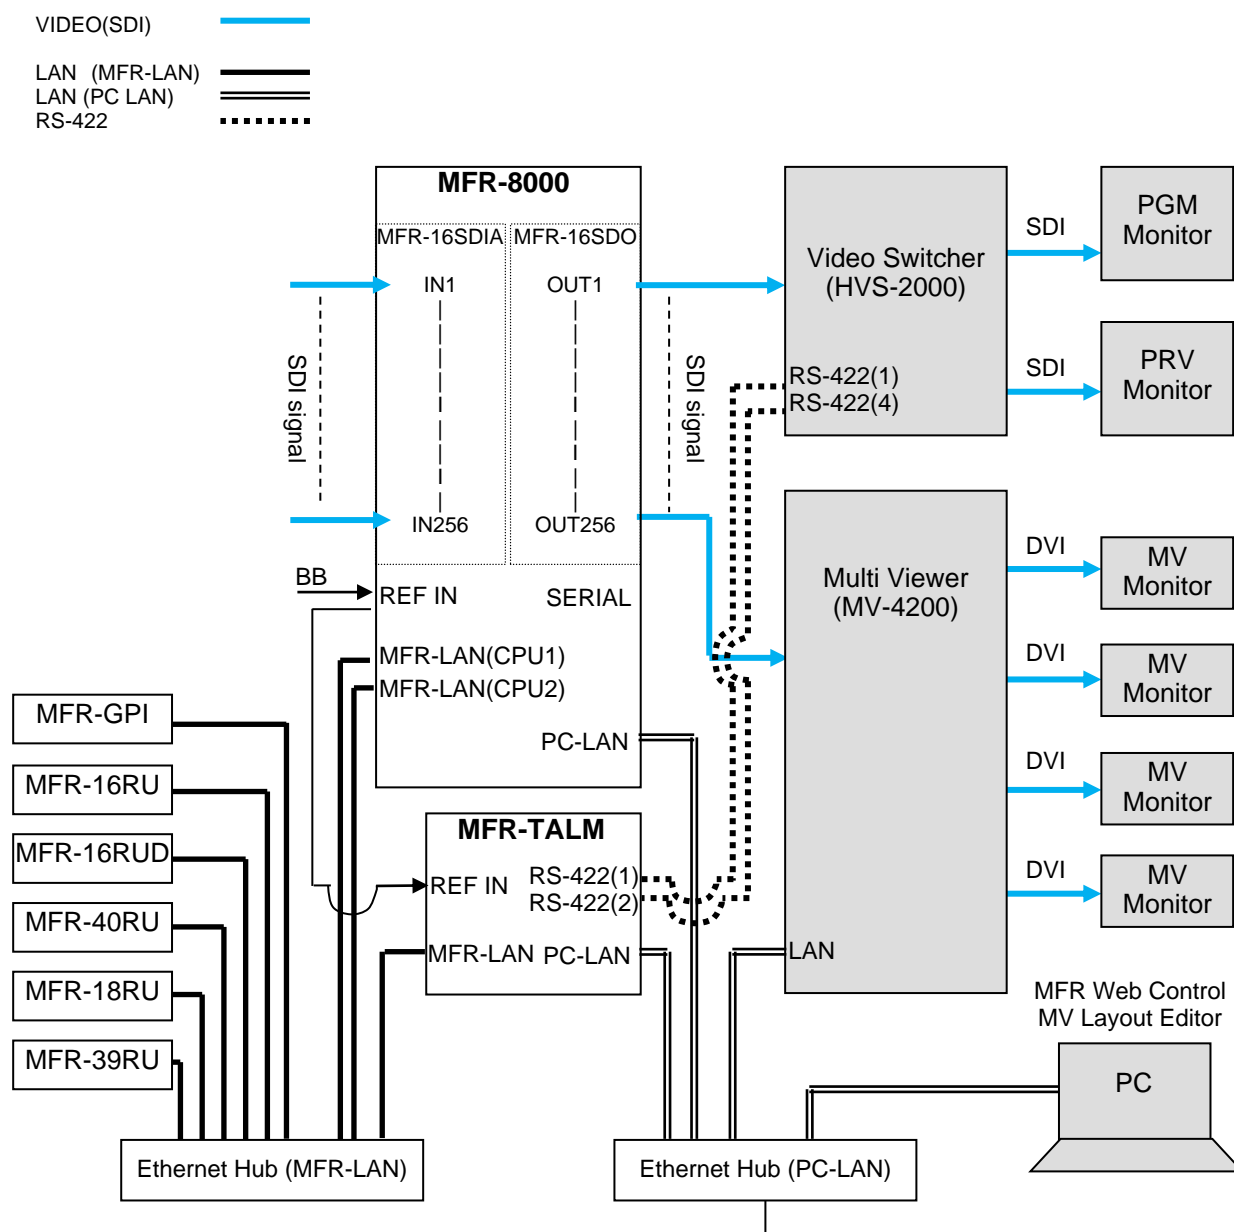 VIDEO(SDI)
LAN (MFR-LAN)
LAN (PC LAN)
RS-422
MFR-8000
MFR-16SDIA
MFR-16SDO
IN1
OUT1
SDI signal
SDI signal
IN256
OUT256
BB
REF IN
SERIAL
MFR-LAN(CPU1)
MFR-LAN(CPU2)
PC-LAN
Video Switcher
(HVS-2000)
RS-422(1)
RS-422(4)
SDI
PGM
Monitor
SDI
PRV
Monitor
Multi Viewer
(MV-4200)
LAN
DVI
MV
Monitor
DVI
MV
Monitor
DVI
MV
Monitor
DVI
MV
Monitor
MFR-GPI
MFR-16RU
MFR-16RUD
MFR-40RU
MFR-18RU
MFR-39RU
MFR-TALM
REF IN
RS-422(1)
RS-422(2)
MFR-LAN
PC-LAN
MFR Web Control
MV Layout Editor
PC
Ethernet Hub (MFR-LAN)
Ethernet Hub (PC-LAN)